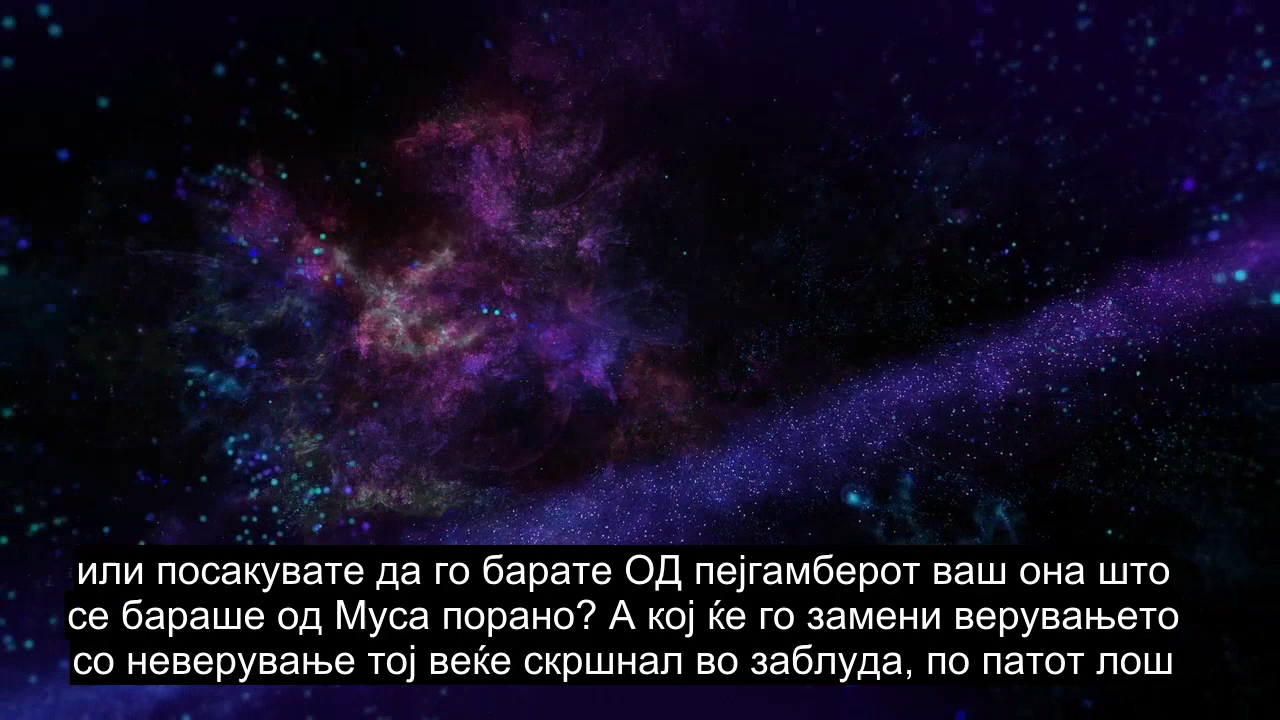 или посакувате да го барате ОД пејгамберот ваш она што
се бараше од Муса порано? А кој ќе го замени верувањето
со неверување тој веќе скршнал во заблуда, по патот лош